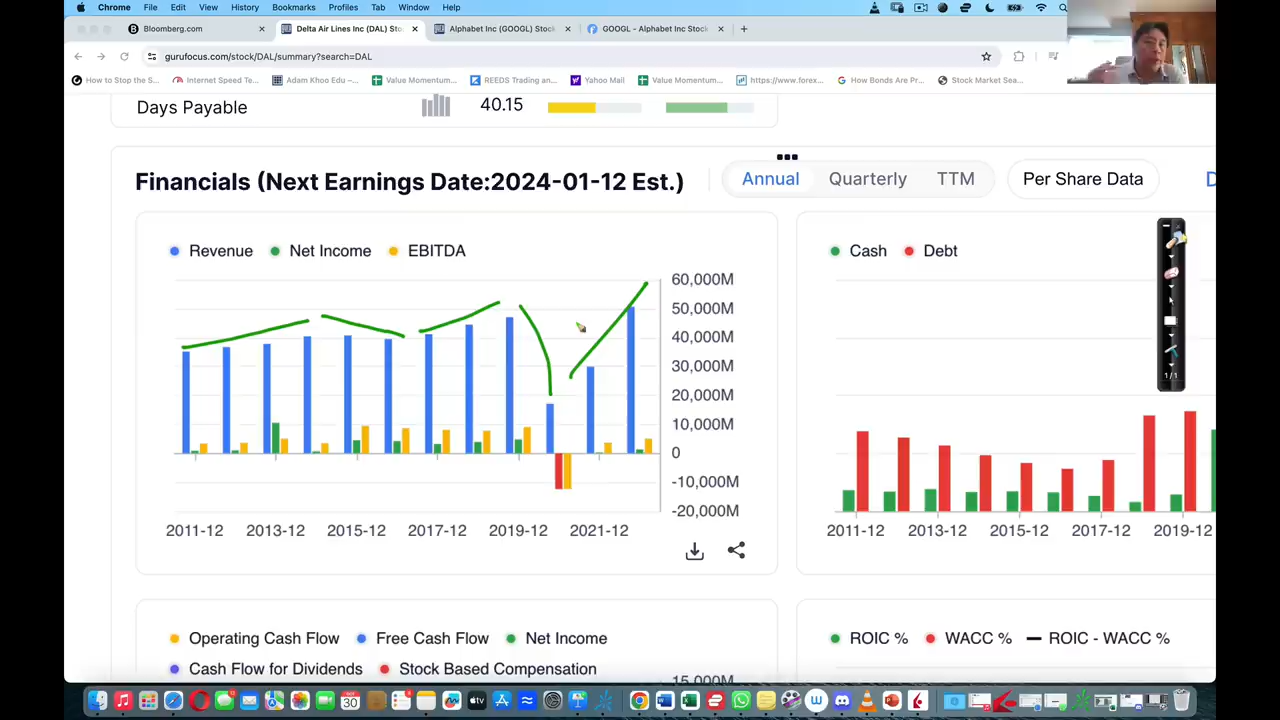 Chrome File Edit View History Bookmarks Profiles Tab Window Help
Bloomberg.com × Delta Air Lines Inc (DAL) Sto × Alphabet Inc (GOOGL) Stock × GOOGL - Alphabet Inc Stock × +
gurufocus.com/stock/DAL/summary?search=DAL
How to Stop the S... Internet Speed Te... Adam Khoo Edu –... Value Momentum... REEDS Trading an... Yahoo Mail Value Momentum... https://www.forex... How Bonds Are Pr... Stock Market Sea...
Days Payable 40.15
Financials (Next Earnings Date:2024-01-12 Est.) Annual Quarterly TTM Per Share Data D
Revenue Net Income EBITDA
60,000M
50,000M
40,000M
30,000M
20,000M
10,000M
0
-10,000M
-20,000M
2011-12 2013-12 2015-12 2017-12 2019-12 2021-12
Cash Debt
2011-12 2013-12 2015-12 2017-12 2019-12
1 / 1
Operating Cash Flow Free Cash Flow Net Income
Cash Flow for Dividends Stock Based Compensation
15,000M
ROIC % WACC % ROIC - WACC %
OCT
30